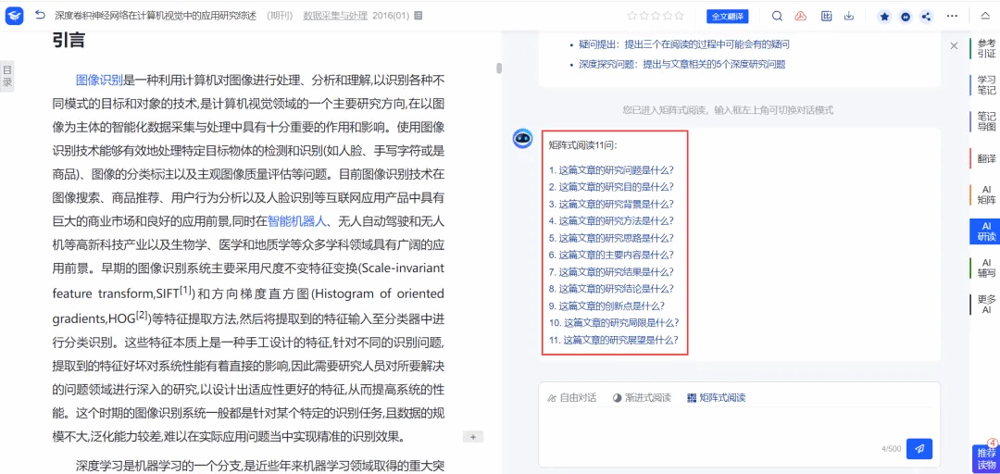 深度卷积神经网络在计算机视觉中的应用研究综述 (期刊) 数据采集与处理 2016(01)
全文翻译
目录
引言
图像识别是一种利用计算机对图像进行处理、分析和理解,以识别各种不
同模式的目标和对象的技术,是计算机视觉领域的一个主要研究方向,在以图
像为主体的智能化数据采集与处理中具有十分重要的作用和影响。使用图像
识别技术能够有效地处理特定目标物体的检测和识别(如人脸、手写字符或是
商品)、图像的分类标注以及主观图像质量评估等问题。目前图像识别技术在
图像搜索、商品推荐、用户行为分析以及人脸识别等互联网应用产品中具有
巨大的商业市场和良好的应用前景,同时在智能机器人、无人自动驾驶和无人
机等高新科技产业以及生物学、医学和地质学等众多学科领域具有广阔的应
用前景。早期的图像识别系统主要采用尺度不变特征变换(Scale-invariant
feature transform,SIFT[1])和方向梯度直方图(Histogram of oriented
gradients,HOG[2])等特征提取方法,然后将提取到的特征输入至分类器中进
行分类识别。这些特征本质上是一种手工设计的特征,针对不同的识别问题,
提取到的特征好坏对系统性能有着直接的影响,因此需要研究人员对所要解决
的问题领域进行深入的研究,以设计出适应性更好的特征,从而提高系统的性
能。这个时期的图像识别系统一般都是针对某个特定的识别任务,且数据的规
模不大,泛化能力较差,难以在实际应用问题当中实现精准的识别效果。
深度学习是机器学习的一个分支,是近些年来机器学习领域取得的重大突
+
• 疑问提出：提出三个在阅读的过程中可能会有的疑问
• 深度探究问题：提出与文章相关的5个深度研究问题
您已进入矩阵式阅读，输入框左上角可切换对话模式
矩阵式阅读11问：
1. 这篇文章的研究问题是什么?
2. 这篇文章的研究目的是什么?
3. 这篇文章的研究背景是什么?
4. 这篇文章的研究方法是什么?
5. 这篇文章的研究思路是什么?
6. 这篇文章的主要内容是什么?
7. 这篇文章的研究结果是什么?
8. 这篇文章的研究结论是什么?
9. 这篇文章的创新点是什么?
10. 这篇文章的研究局限是什么?
11. 这篇文章的研究展望是什么?
自由对话 渐进式阅读 矩阵式阅读
4/500
参考
引证
学习
笔记
笔记
导图
翻译
AI
矩阵
AI
研读
AI
辅写
更多
AI
4
推荐
读物